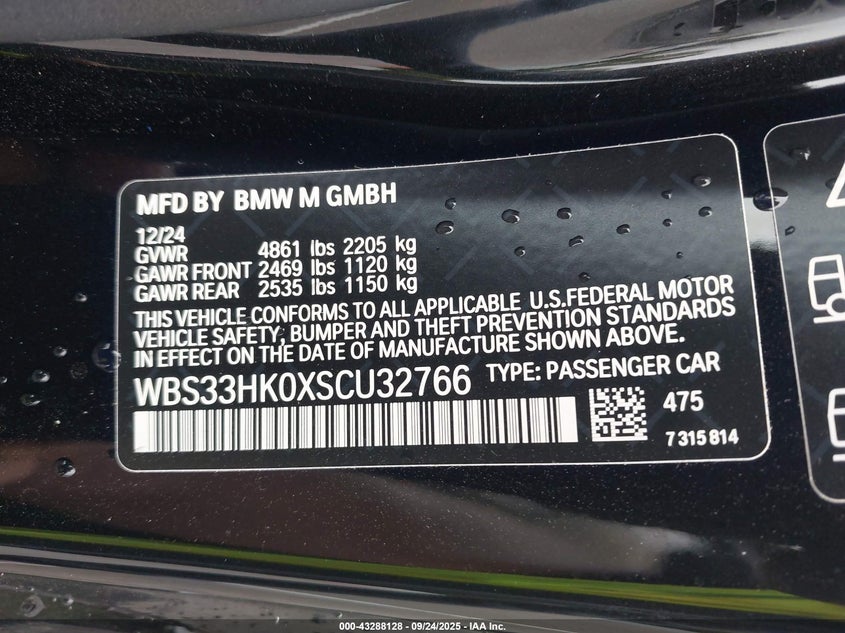 MFD BY BMW M GMBH
12/24
GVWR 4861 lbs 2205 kg
GAWR FRONT 2469 lbs 1120 kg
GAWR REAR 2535 lbs 1150 kg
THIS VEHICLE CONFORMS TO ALL APPLICABLE U.S.FEDERAL MOTOR
VEHICLE SAFETY, BUMPER AND THEFT PREVENTION STANDARDS
IN EFFECT ON THE DATE OF MANUFACTURE SHOWN ABOVE.
WBS33HK0XSCU32766 TYPE: PASSENGER CAR
475
7 315 814
000-43288128 - 09/24/2025 - IAA Inc.